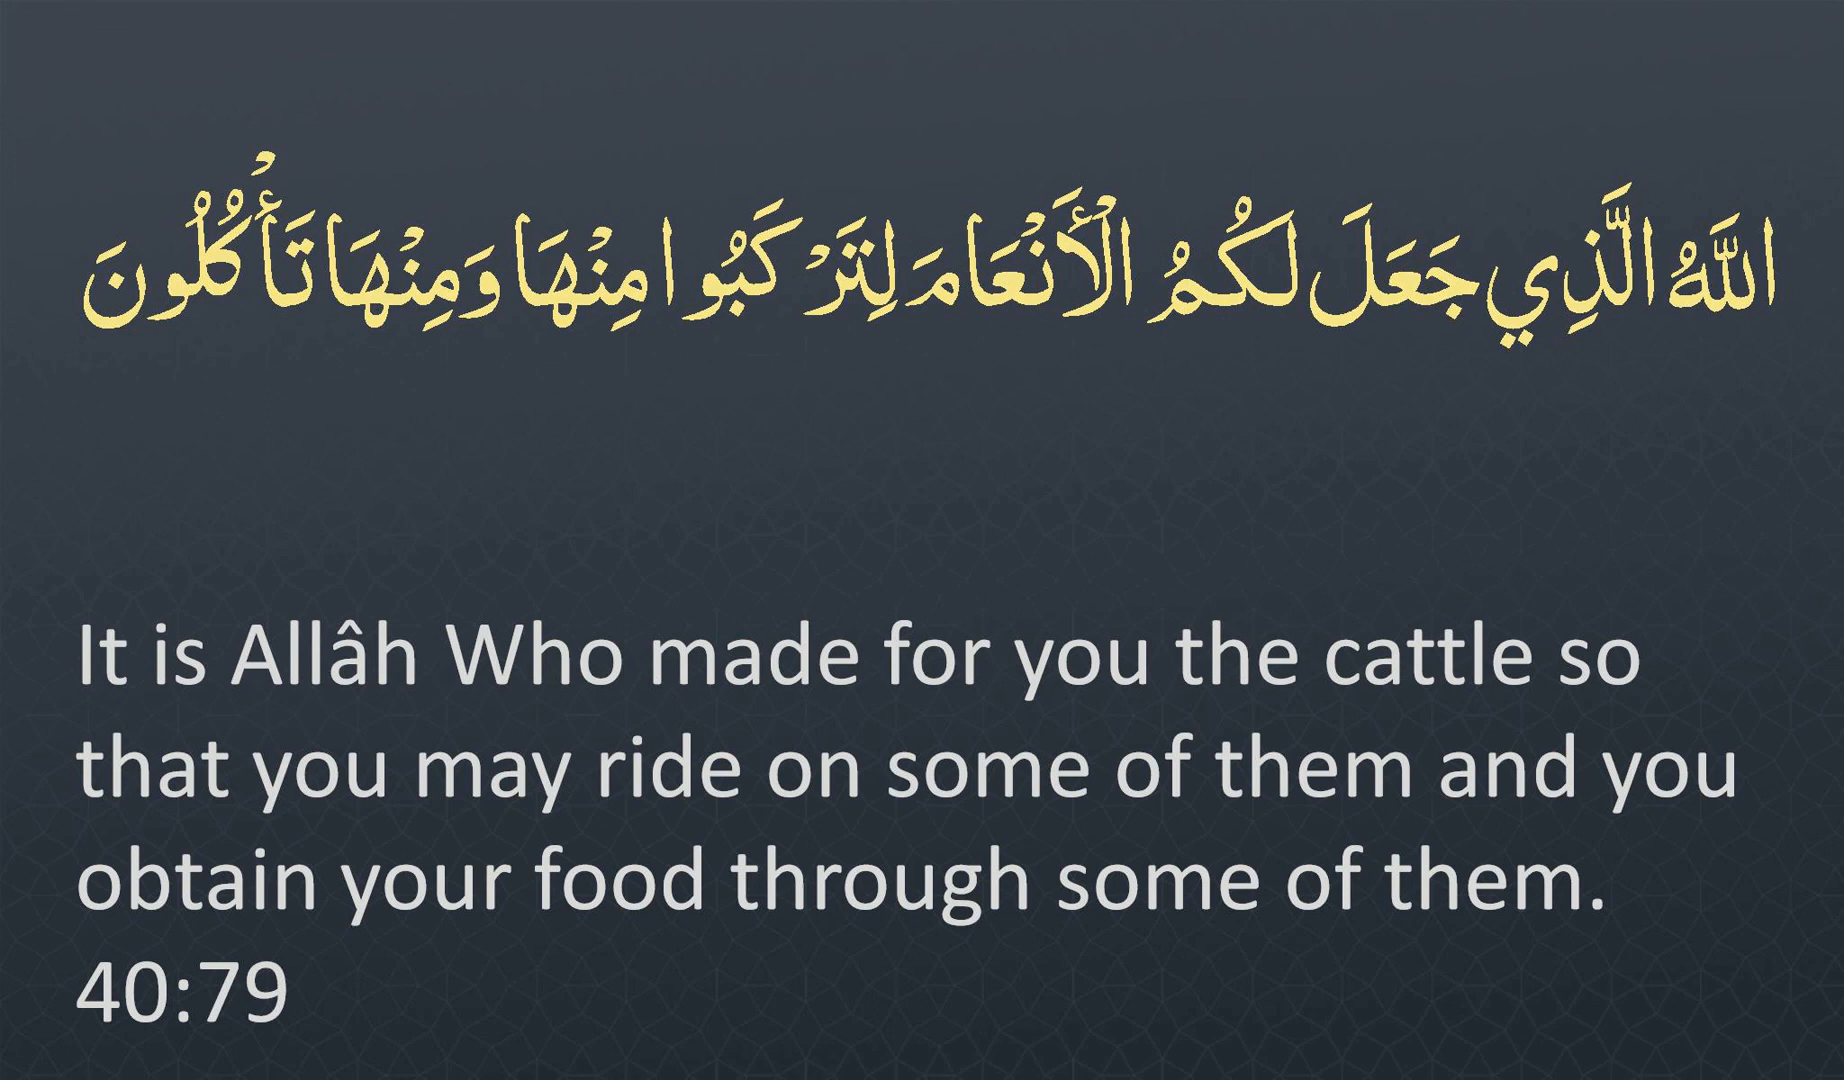 اللَّهُ الَّذِي جَعَلَ لَكُمُ الْأَنْعَامَ لِتَرْكَبُوا مِنْهَا وَمِنْهَا تَأْكُلُونَ
It is Allâh Who made for you the cattle so
that you may ride on some of them and you
obtain your food through some of them.
40:79